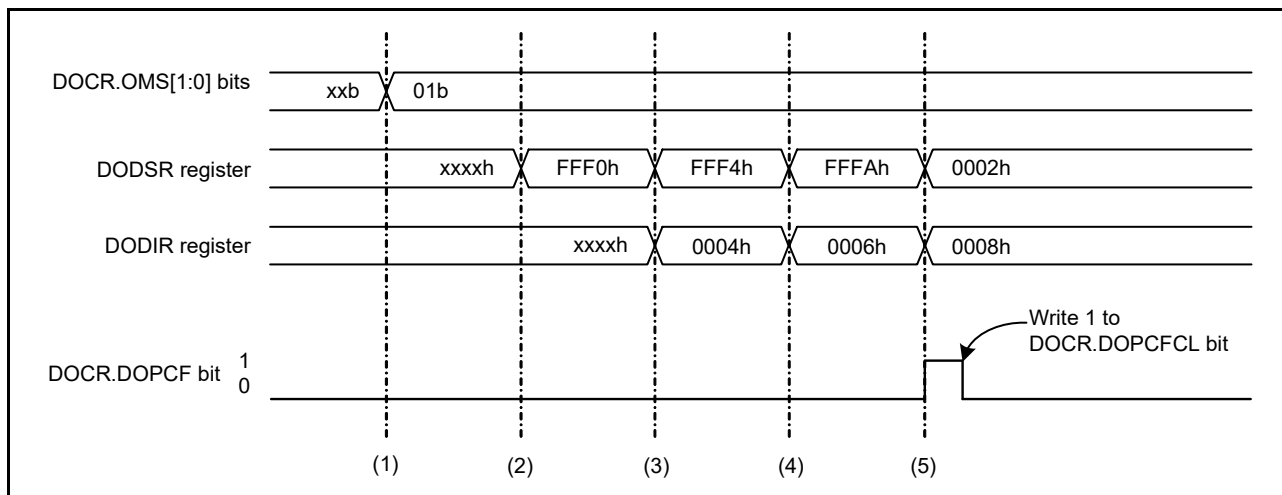 DOCR.OMS[1:0] bits
xxb 01b
DODSR register
xxxxh FFF0h FFF4h FFFAh 0002h
DODIR register
xxxxh 0004h 0006h 0008h
Write 1 to
DOCR.DOPCFCL bit
DOCR.DOPCF bit
1
0
(1) (2) (3) (4) (5)